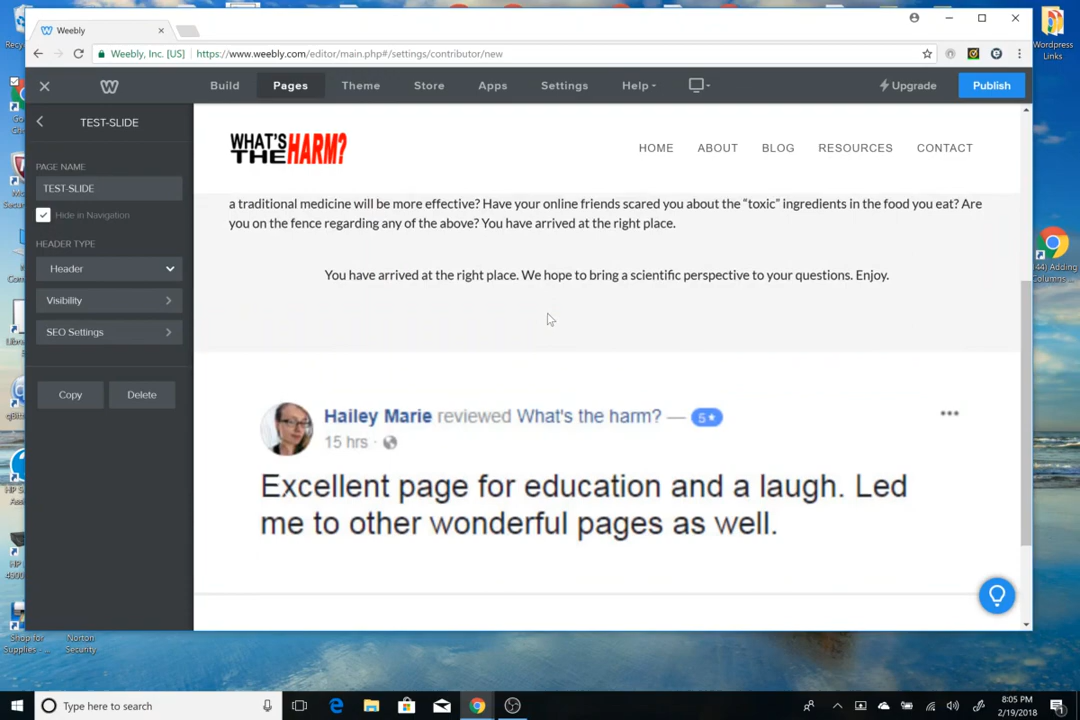 Weebly
Weebly, Inc. [US]
https://www.weebly.com/editor/main.php#/settings/contributor/new
Wordpress
Links
Build
Pages
Theme
Store
Apps
Settings
Help
Upgrade
Publish
TEST-SLIDE
PAGE NAME
TEST-SLIDE
Hide in Navigation
HEADER TYPE
Header
Visibility
SEO Settings
Copy
Delete
WHAT'S
THE HARM?
HOME
ABOUT
BLOG
RESOURCES
CONTACT
a traditional medicine will be more effective? Have your online friends scared you about the “toxic” ingredients in the food you eat? Are
you on the fence regarding any of the above? You have arrived at the right place.
You have arrived at the right place. We hope to bring a scientific perspective to your questions. Enjoy.
Hailey Marie reviewed What's the harm? — 5★
15 hrs ·
Excellent page for education and a laugh. Led
me to other wonderful pages as well.
44) Adding
Columns ...
Shop for
Supplies - ...
Norton
Security
Type here to search
8:05 PM
2/19/2018